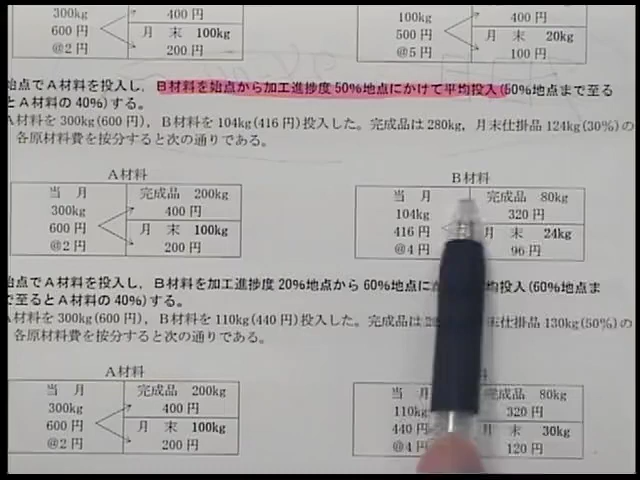 300kg
600円
@2円
400円
月 末 100kg
200円
100kg
500円
@5円
400円
月 末 20kg
100円
始点でA材料を投入し，B材料を始点から加工進捗度50%地点にかけて平均投入(50%地点まで至る
とA材料の40%)する。
A材料を300kg(600円)，B材料を104kg(416円)投入した。完成品は280kg，月末仕掛品124kg(30%)の
各原材料費を按分すると次の通りである。
A材料
当 月
300kg
600円
@2円
完成品 200kg
400円
月 末 100kg
200円
B材料
当 月
104kg
416円
@4円
完成品 80kg
320円
月 末 24kg
96円
始点でA材料を投入し，B材料を加工進捗度20%地点から60%地点に 均投入(60%地点ま
で至るとA材料の40%)する。
A材料を300kg(600円)，B材料を110kg(440円)投入した。完成品は 末仕掛品130kg(50%)の
各原材料費を按分すると次の通りである。
A材料
当 月
300kg
600円
@2円
完成品 200kg
400円
月 末 100kg
200円
当 月
110kg
440円
@4円
完成品 80kg
320円
月 末 30kg
120円